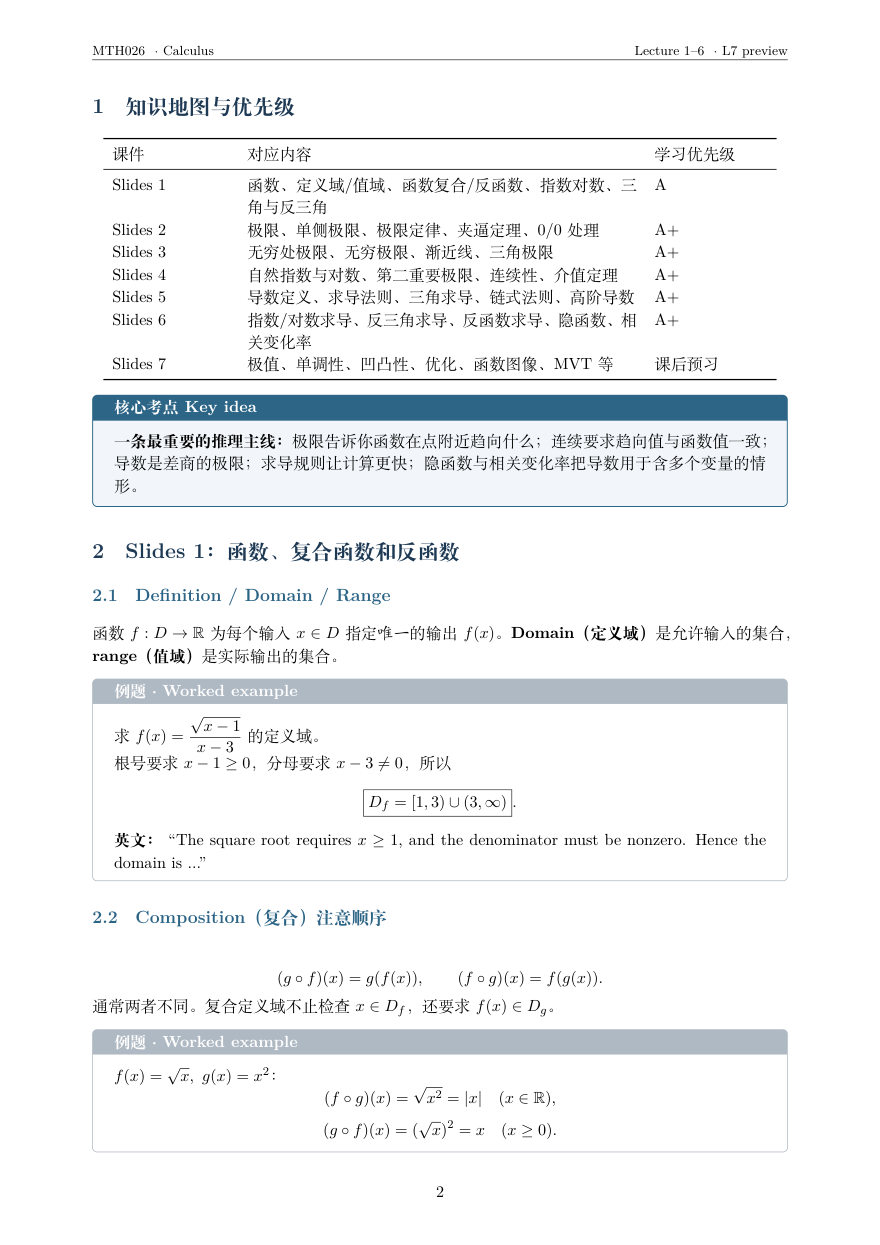 MTH026 · Calculus Lecture 1–6 · L7 preview
1 知识地图与优先级
课件 对应内容 学习优先级
Slides 1 函数、定义域/值域、函数复合/反函数、指数对数、三 A
角与反三角
Slides 2 极限、单侧极限、极限定律、夹逼定理、0/0 处理 A+
Slides 3 无穷处极限、无穷极限、渐近线、三角极限 A+
Slides 4 自然指数与对数、第二重要极限、连续性、介值定理 A+
Slides 5 导数定义、求导法则、三角求导、链式法则、高阶导数 A+
Slides 6 指数/对数求导、反三角求导、反函数求导、隐函数、相 A+
关变化率
Slides 7 极值、单调性、凹凸性、优化、函数图像、MVT 等 课后预习
核心考点 Key idea
一条最重要的推理主线：极限告诉你函数在点附近趋向什么；连续要求趋向值与函数值一致；
导数是差商的极限；求导规则让计算更快；隐函数与相关变化率把导数用于含多个变量的情
形。
2 Slides 1：函数、复合函数和反函数
2.1 Definition / Domain / Range
函数 f : D → ℝ 为每个输入 x ∈ D 指定唯一的输出 f(x)。Domain（定义域）是允许输入的集合，
range（值域）是实际输出的集合。
例题 · Worked example
求 f(x) = √(x − 1) / (x − 3) 的定义域。
根号要求 x − 1 ≥ 0，分母要求 x − 3 ≠ 0，所以
D_f = [1, 3) ∪ (3, ∞).
英文： “The square root requires x ≥ 1, and the denominator must be nonzero. Hence the
domain is ...”
2.2 Composition（复合）注意顺序
(g ∘ f)(x) = g(f(x)), (f ∘ g)(x) = f(g(x)).
通常两者不同。复合定义域不止检查 x ∈ D_f，还要求 f(x) ∈ D_g。
例题 · Worked example
f(x) = √x, g(x) = x²：
(f ∘ g)(x) = √x² = |x| (x ∈ ℝ),
(g ∘ f)(x) = (√x)² = x (x ≥ 0).
2